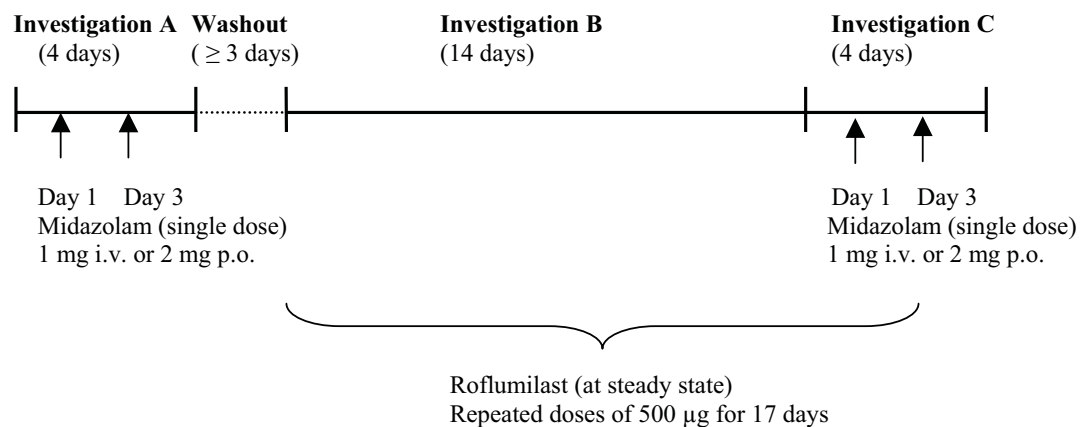 Investigation A Washout Investigation B Investigation C
(4 days) ( ≥ 3 days) (14 days) (4 days)
Day 1 Day 3 Day 1 Day 3
Midazolam (single dose) Midazolam (single dose)
1 mg i.v. or 2 mg p.o. 1 mg i.v. or 2 mg p.o.
Roflumilast (at steady state)
Repeated doses of 500 µg for 17 days